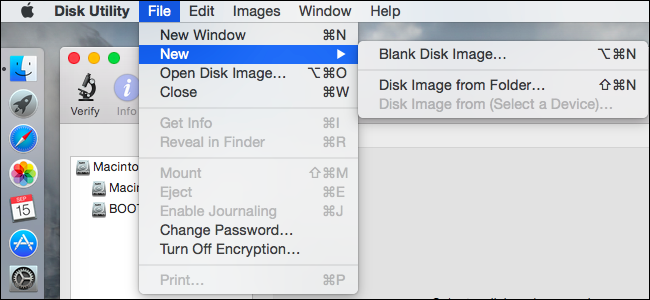 Disk Utility File Edit Images Window Help
New Window ⌘N
New ▶
Blank Disk Image... ⌥⌘N
Open Disk Image... ⌥⌘O
Disk Image from Folder... ⇧⌘N
Close ⌘W
Disk Image from (Select a Device)...
Verify Info
Get Info ⌘I
Reveal in Finder ⌘R
Macinto
Mount ⇧⌘M
Macin
Eject ⌘E
BOOT
Enable Journaling ⌘J
SEP
15
Change Password...
Turn Off Encryption...
Print... ⌘P